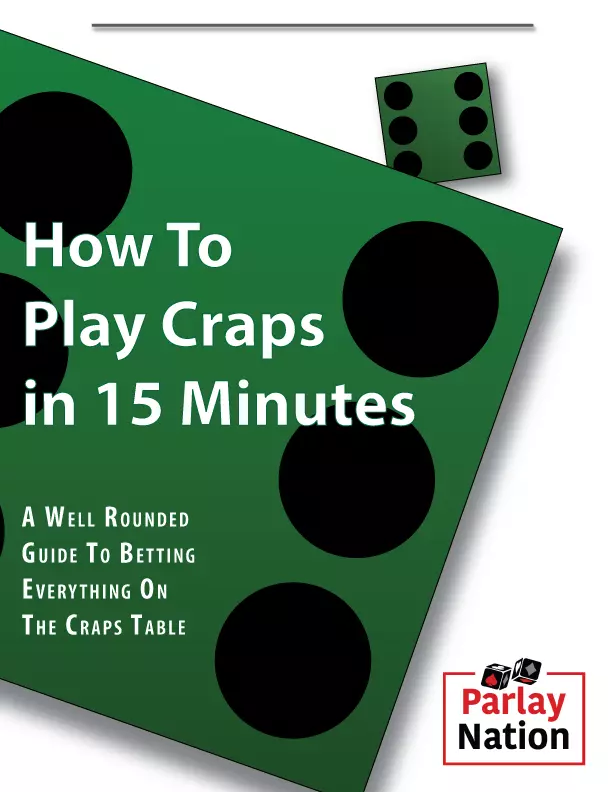 How To
Play Craps
in 15 Minutes
A Well Rounded
Guide To Betting
Everything On
The Craps Table
Parlay
Nation